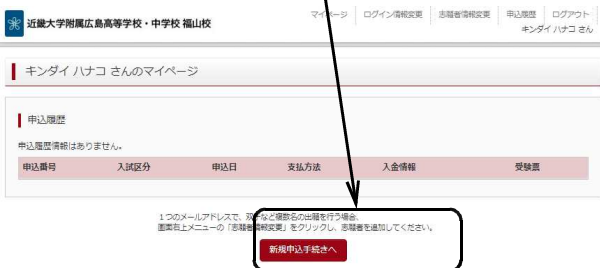 近畿大学附属広島高等学校・中学校 福山校
マイページ ログイン情報変更 志願者情報変更 申込履歴 ログアウト
キンダイ ハナコ さん
キンダイ ハナコ さんのマイページ
申込履歴
申込履歴情報はありません。
申込番号 入試区分 申込日 支払方法 入金情報 受験票
1つのメールアドレスで、双子など複数名の出願を行う場合、
画面右上メニューの「志願者情報変更」をクリックし、志願者を追加してください。
新規申込手続きへ